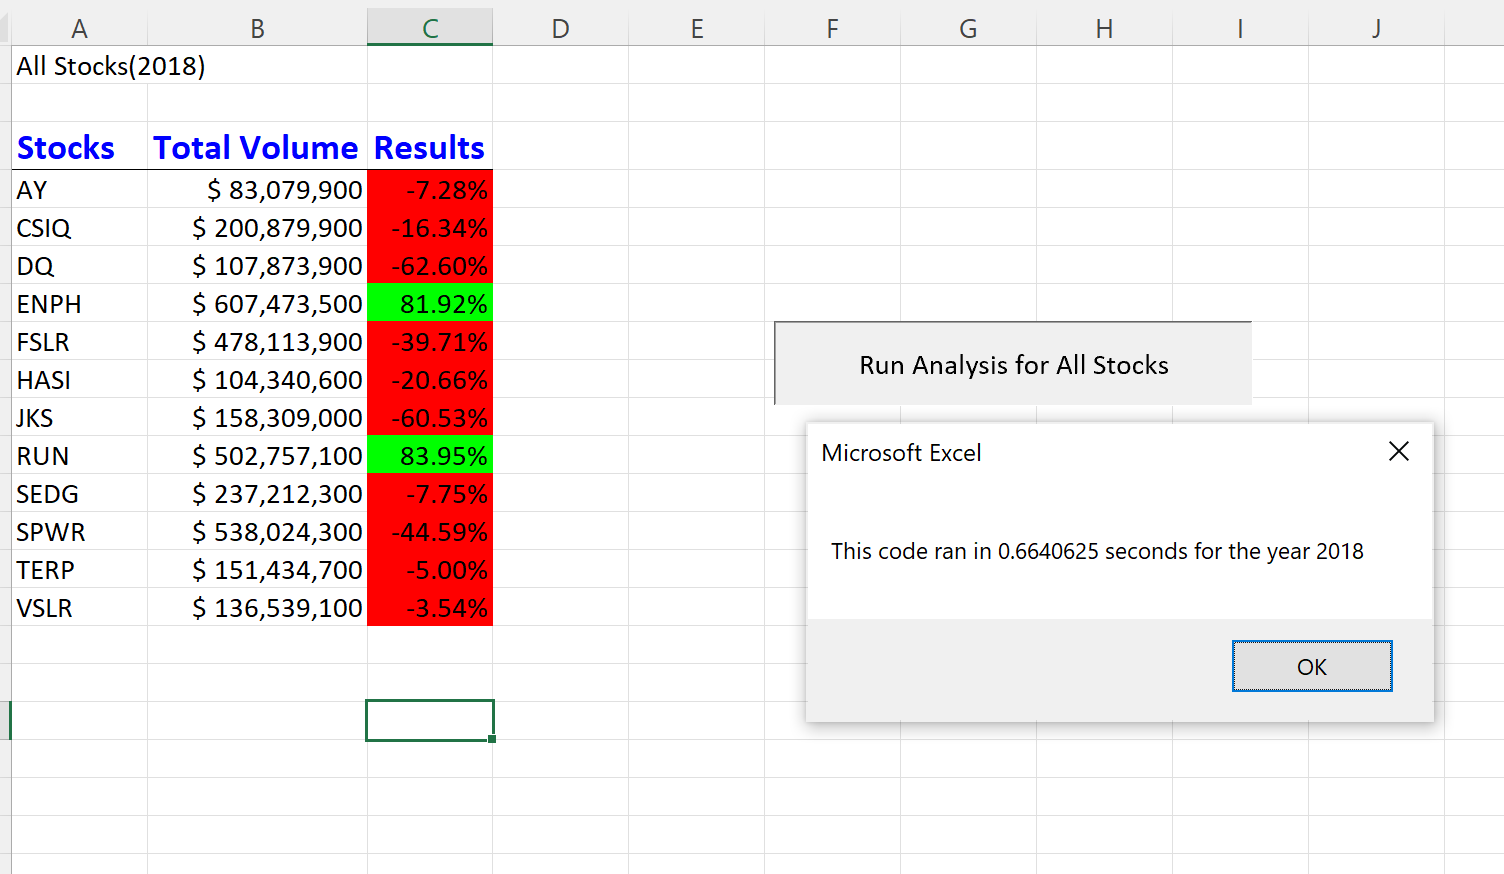 A B C D E F G H I J
All Stocks(2018)
Stocks Total Volume Results
AY $ 83,079,900 -7.28%
CSIQ $ 200,879,900 -16.34%
DQ $ 107,873,900 -62.60%
ENPH $ 607,473,500 81.92%
FSLR $ 478,113,900 -39.71%
HASI $ 104,340,600 -20.66%
JKS $ 158,309,000 -60.53%
RUN $ 502,757,100 83.95%
SEDG $ 237,212,300 -7.75%
SPWR $ 538,024,300 -44.59%
TERP $ 151,434,700 -5.00%
VSLR $ 136,539,100 -3.54%
Run Analysis for All Stocks
Microsoft Excel
This code ran in 0.6640625 seconds for the year 2018
OK